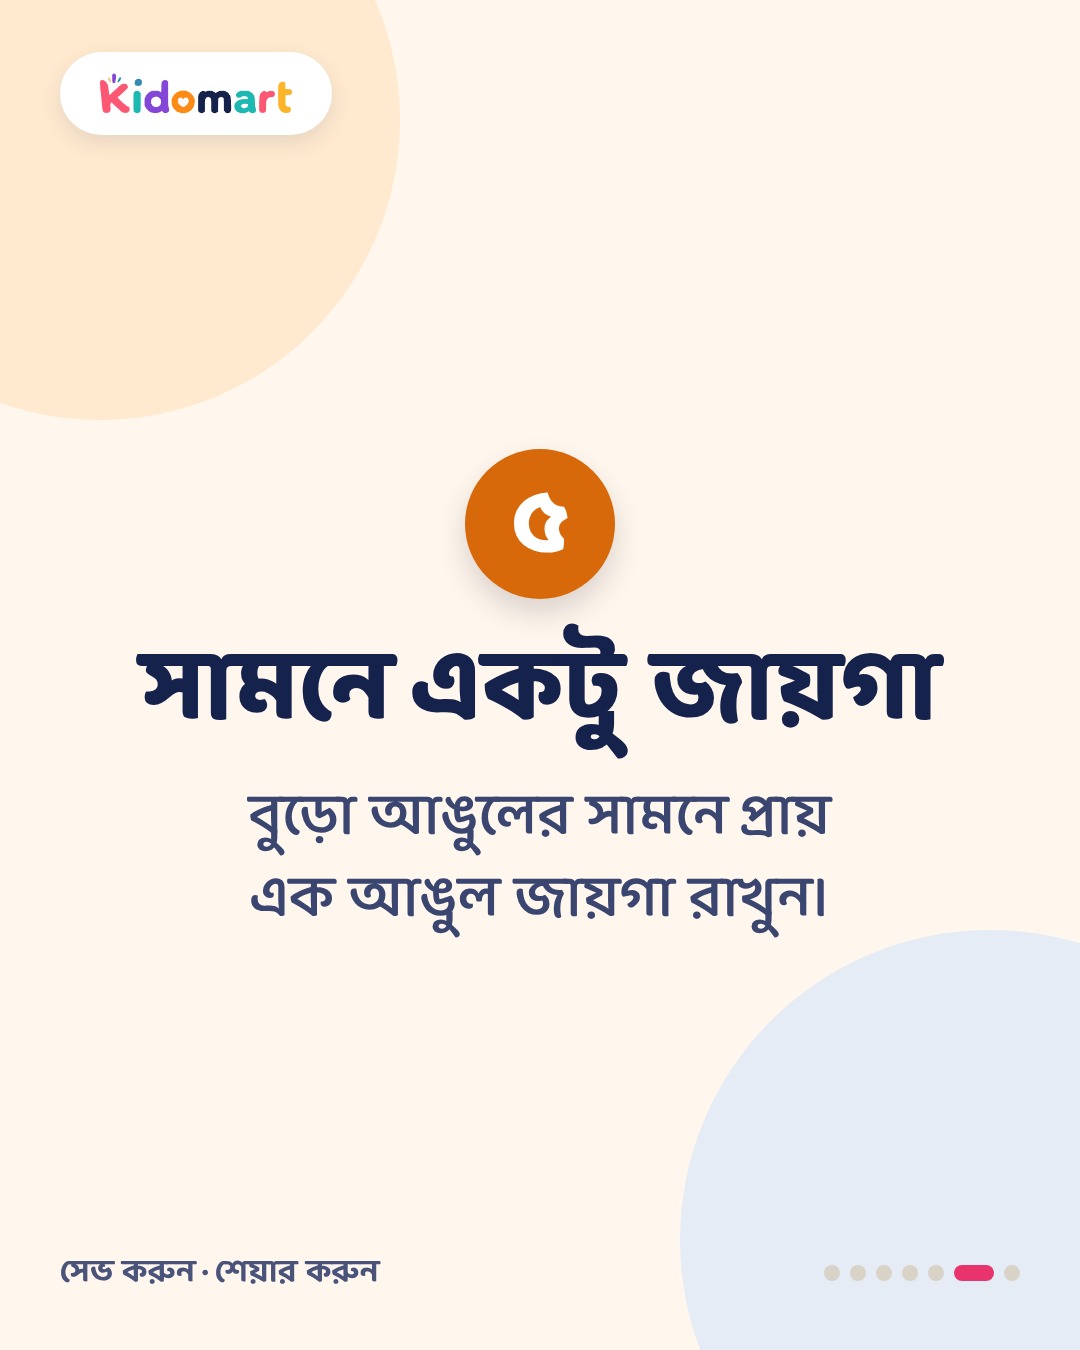 Kidomart
৫
সামনে একটু জায়গা
বুড়ো আঙুলের সামনে প্রায়
এক আঙুল জায়গা রাখুন।
সেভ করুন · শেয়ার করুন